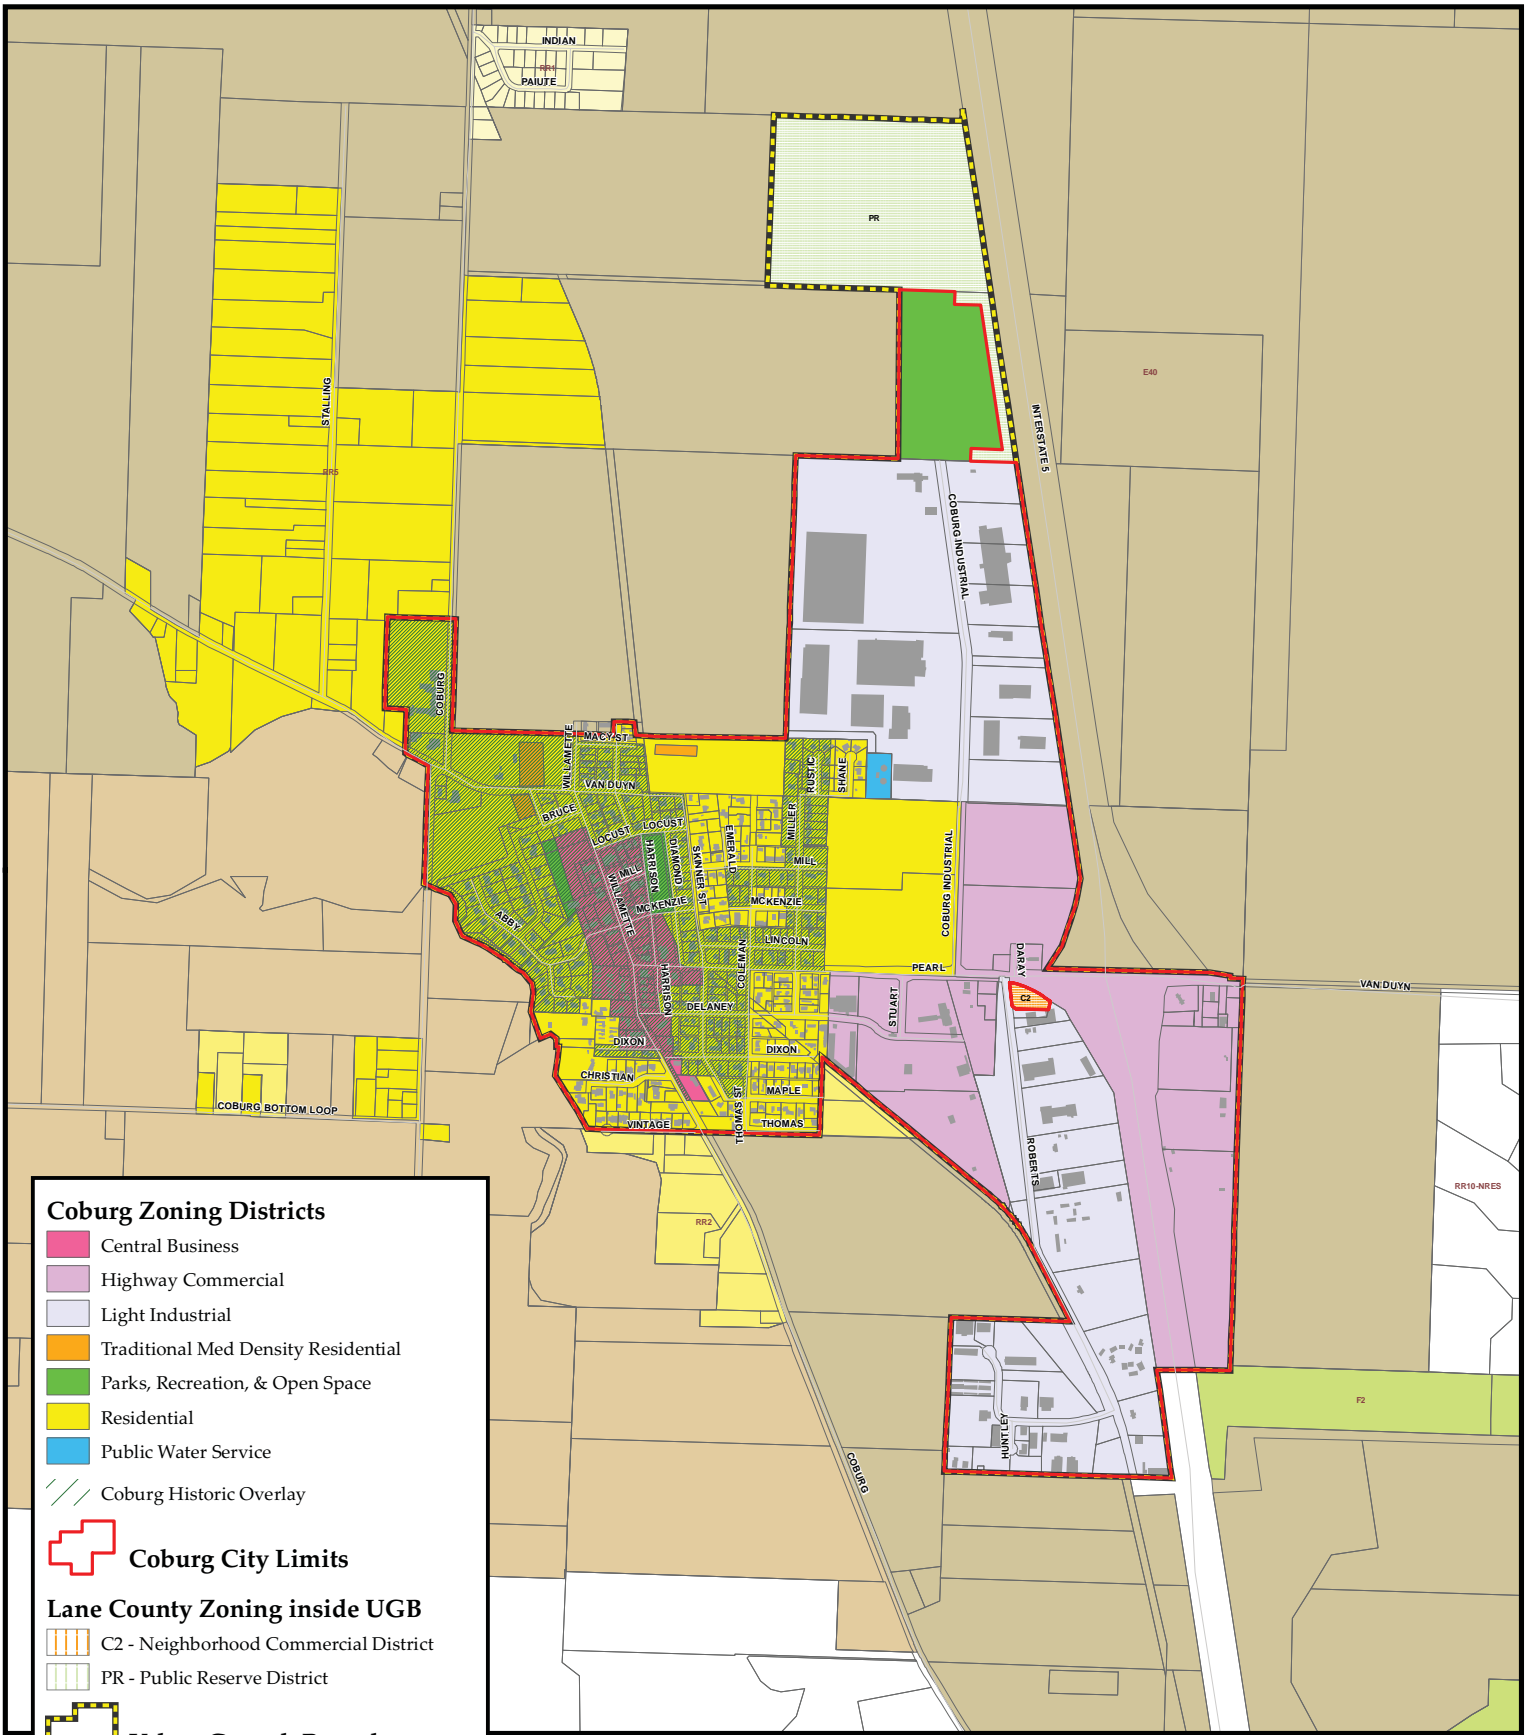 INDIAN
RR1
PAIUTE
PR
E40
STALLING
INTERSTATE 5
RR5
COBURG INDUSTRIAL
COBURG
WILLAMETTE
MACY ST
VAN DUYN
RUSTIC
SHANE
BRUCE
LOCUST
LOCUST
MILLER
EMERALD
HARRISON
DIAMOND
SKINNER ST
MILL
MILL
COBURG INDUSTRIAL
WILLAMETTE
MCKENZIE
MCKENZIE
ABBY
LINCOLN
COLEMAN
PEARL
DARAY
HARRISON
VAN DUYN
C2
STUART
DELANEY
DIXON
DIXON
CHRISTIAN
MAPLE
THOMAS ST
COBURG BOTTOM LOOP
VINTAGE
THOMAS
ROBERTS
RR10-NRES
RR2
F2
HUNTLEY
COBURG
Coburg Zoning Districts
Central Business
Highway Commercial
Light Industrial
Traditional Med Density Residential
Parks, Recreation, & Open Space
Residential
Public Water Service
Coburg Historic Overlay
Coburg City Limits
Lane County Zoning inside UGB
C2 - Neighborhood Commercial District
PR - Public Reserve District